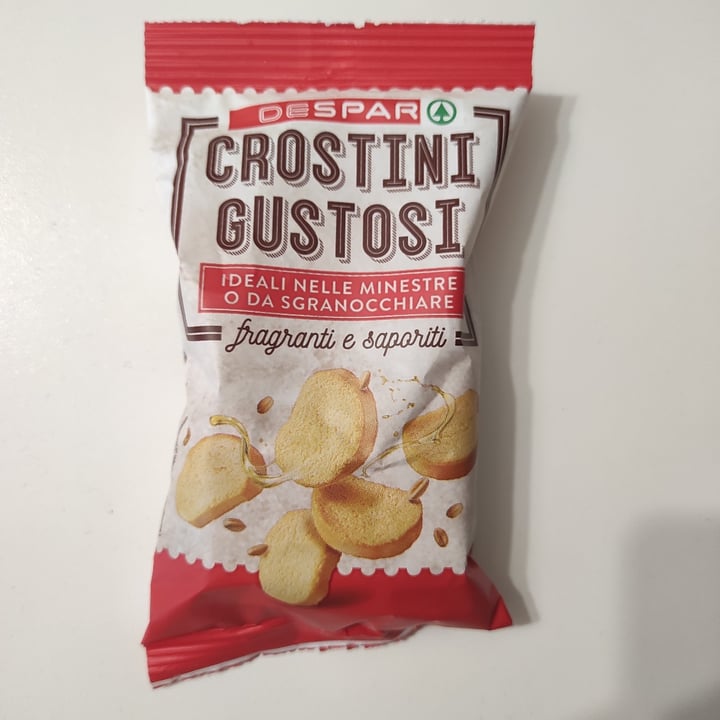 DESPAR
CROSTINI
GUSTOSI
IDEALI NELLE MINESTRE
O DA SGRANOCCHIARE
fragranti e saporiti